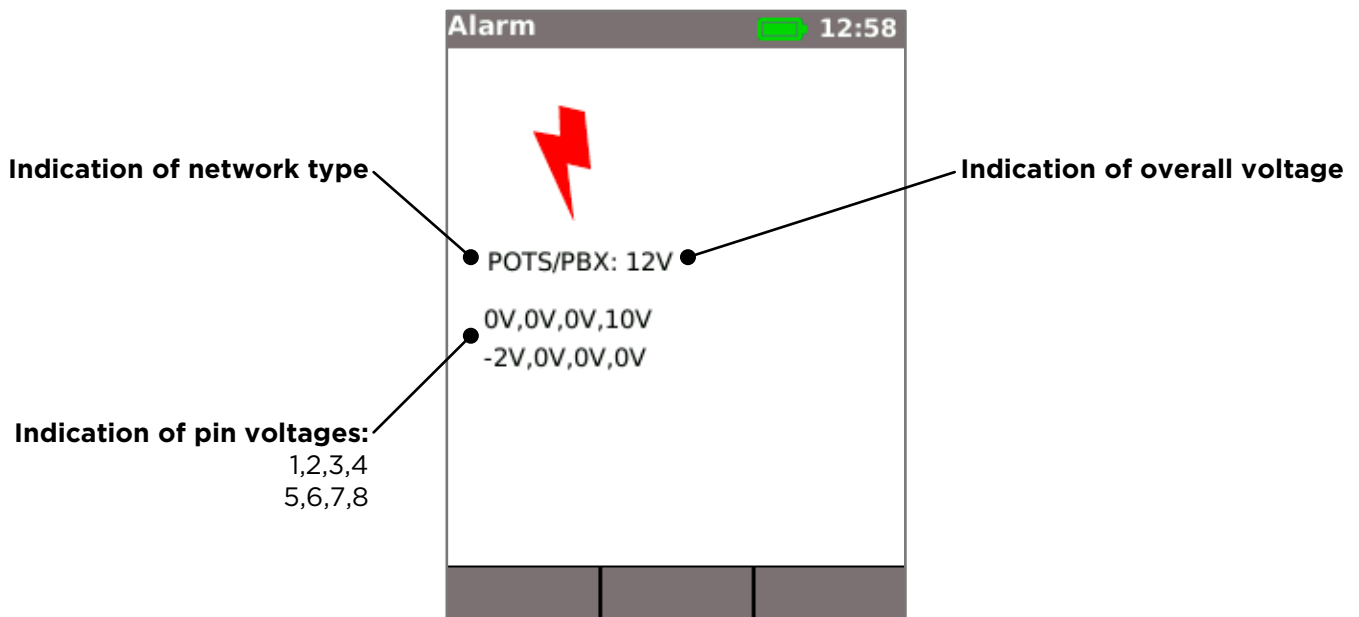 Alarm 12:58
Indication of network type
Indication of overall voltage
POTS/PBX: 12V
0V,0V,0V,10V
-2V,0V,0V,0V
Indication of pin voltages:
1,2,3,4
5,6,7,8